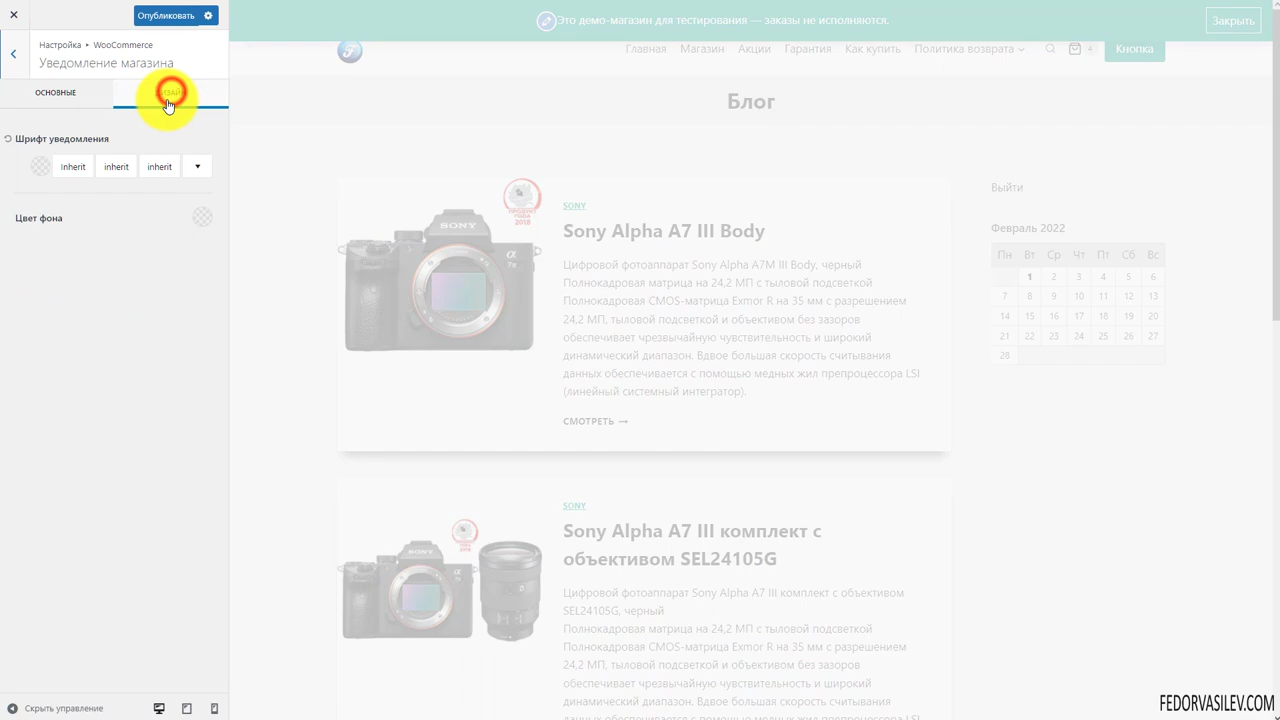 Опубликовать
Настройка ▸ WooCommerce
Уведомление магазина
ОСНОВНЫЕ
ДИЗАЙН
Шрифт уведомления
Inherit
inherit
inherit
Цвет фона
Скрыть управление
Это демо-магазин для тестирования — заказы не исполняются.
Закрыть
Главная
Магазин
Акции
Гарантия
Как купить
Политика возврата
4
Кнопка
Блог
SONY
Sony Alpha A7 III Body
Цифровой фотоаппарат Sony Alpha A7M III Body, черный
Полнокадровая матрица на 24,2 МП с тыловой подсветкой
Полнокадровая CMOS-матрица Exmor R на 35 мм с разрешением
24,2 МП, тыловой подсветкой и объективом без зазоров
обеспечивает чрезвычайную чувствительность и широкий
динамический диапазон. Вдвое большая скорость считывания
данных обеспечивается с помощью медных жил препроцессора LSI
(линейный системный интегратор).
СМОТРЕТЬ →
Выйти
Февраль 2022
Пн Вт Ср Чт Пт Сб Вс
1 2 3 4 5 6
7 8 9 10 11 12 13
14 15 16 17 18 19 20
21 22 23 24 25 26 27
28
SONY
Sony Alpha A7 III комплект с
объективом SEL24105G
Цифровой фотоаппарат Sony Alpha A7 III комплект с объективом
SEL24105G, черный
Полнокадровая матрица на 24,2 МП с тыловой подсветкой
Полнокадровая CMOS-матрица Exmor R на 35 мм с разрешением
24,2 МП, тыловой подсветкой и объективом без зазоров
обеспечивает чрезвычайную чувствительность и широкий
динамический диапазон. Вдвое большая скорость считывания
данных обеспечивается с помощью медных жил препроцессора LSI
FEDORVASILEV.COM